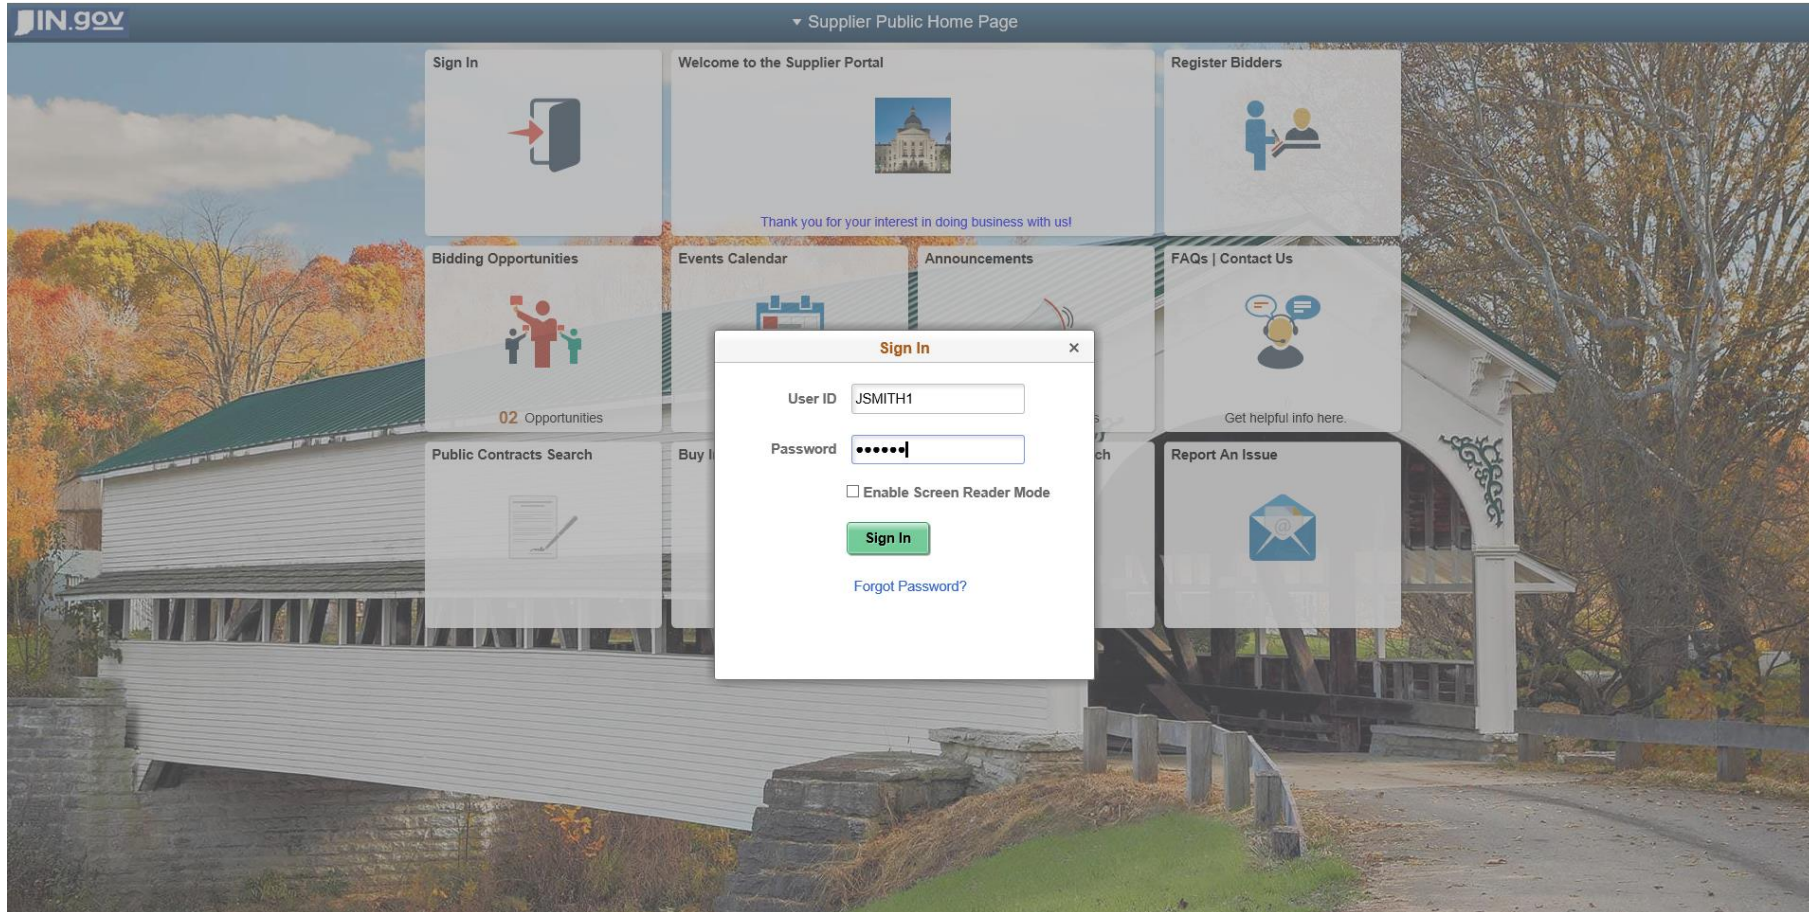 IN.gov
Supplier Public Home Page
Sign In
Welcome to the Supplier Portal
Thank you for your interest in doing business with us!
Register Bidders
Bidding Opportunities
02 Opportunities
Events Calendar
Announcements
s
FAQs | Contact Us
Get helpful info here.
Public Contracts Search
Buy I
ch
Report An Issue
Sign In
×
User ID JSMITH1
Password ••••••
Enable Screen Reader Mode
Sign In
Forgot Password?